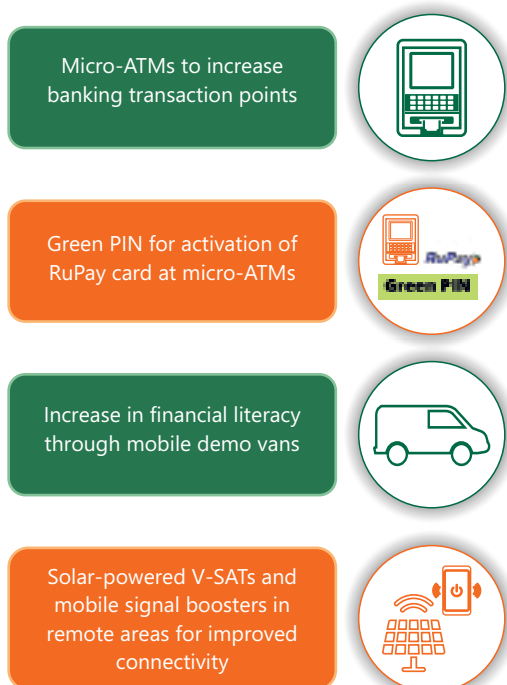 Micro-ATMs to increase
banking transaction points
Green PIN for activation of
RuPay card at micro-ATMs
RuPay
Green PIN
Increase in financial literacy
through mobile demo vans
Solar-powered V-SATs and
mobile signal boosters in
remote areas for improved
connectivity